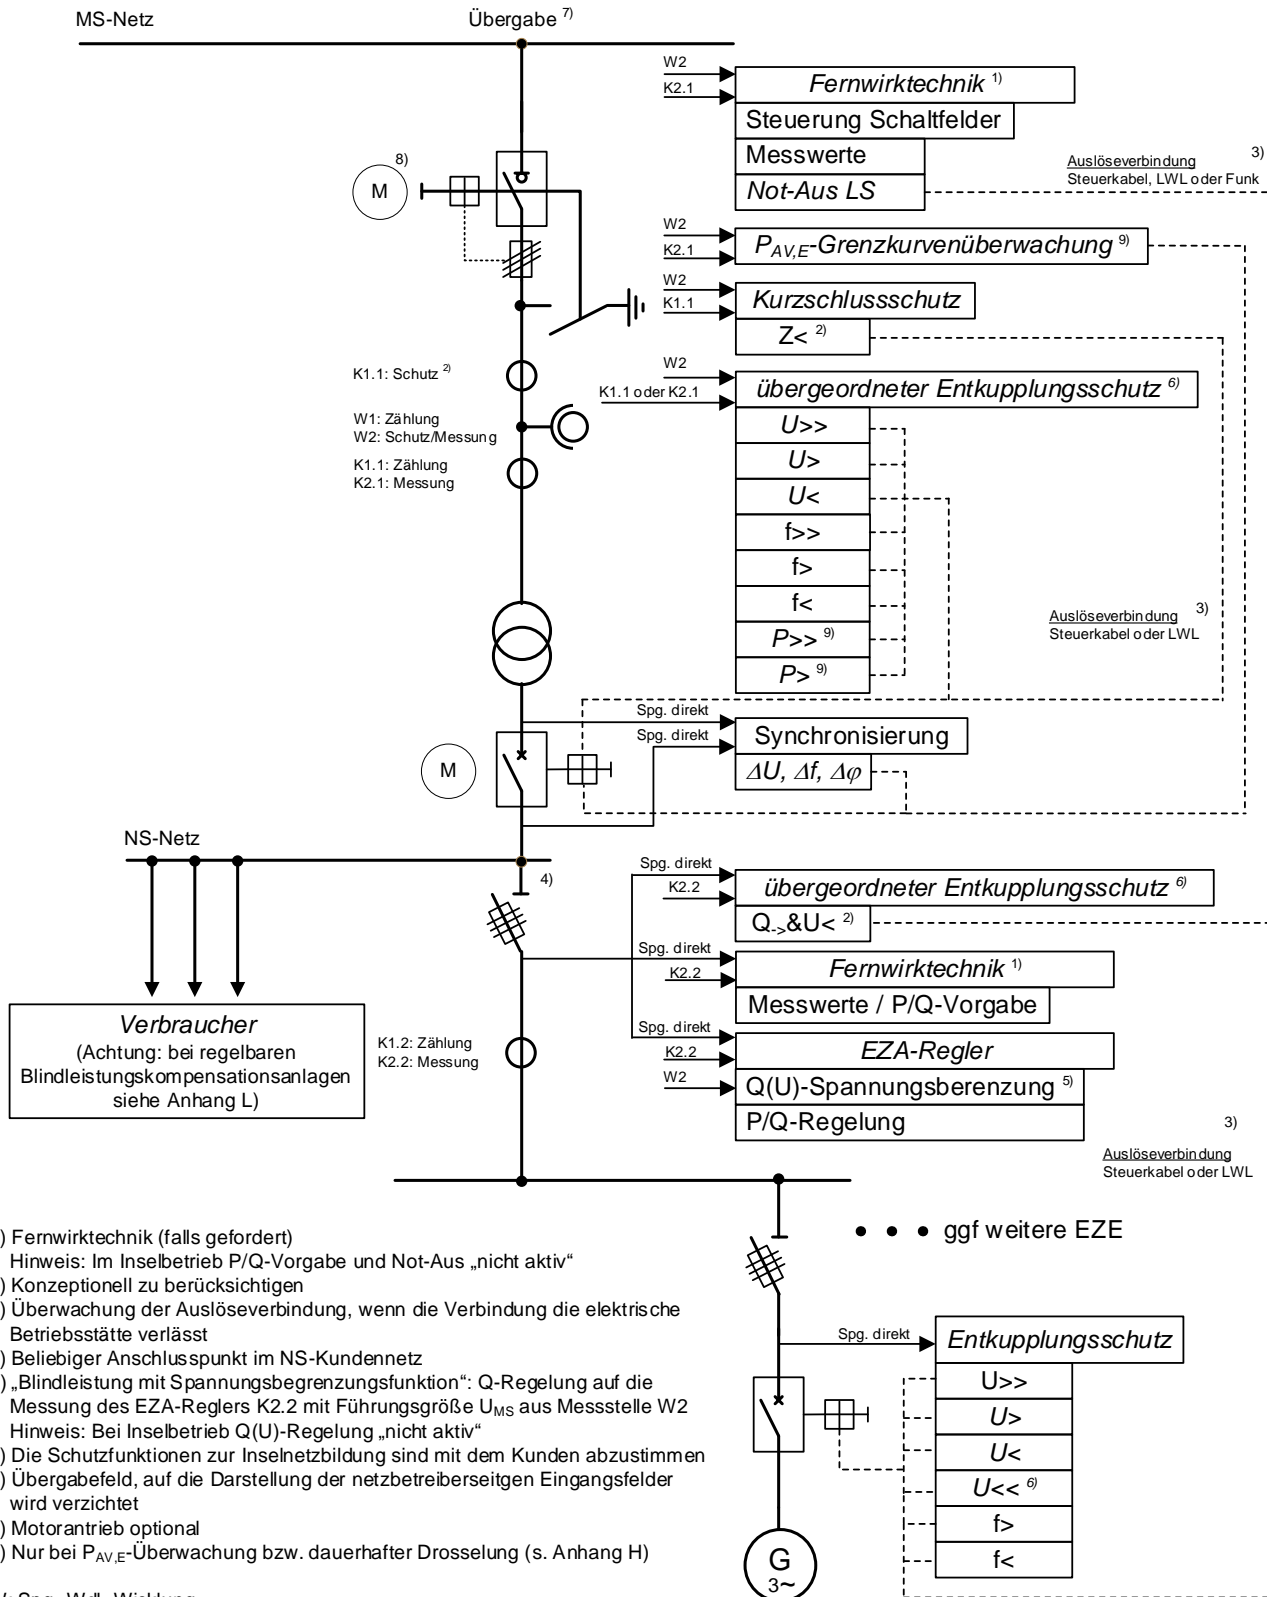 MS-Netz
Übergabe 7)
W2
K2.1
Fernwirktechnik 1)
Steuerung Schaltfelder
Messwerte
Not-Aus LS
Auslöseverbindung 3)
Steuerkabel, LWL oder Funk
8)
M
W2
K2.1
PAV,E-Grenzkurvenüberwachung 9)
W2
K1.1
Kurzschlussschutz
Z< 2)
K1.1: Schutz 2)
W1: Zählung
W2: Schutz/Messung
K1.1: Zählung
K2.1: Messung
W2
K1.1 oder K2.1
übergeordneter Entkupplungsschutz 6)
U>>
U>
U<
f>>
f>
f<
P>> 9)
P> 9)
Auslöseverbindung 3)
Steuerkabel oder LWL
Spg. direkt
Spg. direkt
Synchronisierung
ΔU, Δf, Δφ
M
NS-Netz
4)
Spg. direkt
K2.2
übergeordneter Entkupplungsschutz 6)
Q->&U< 2)
Spg. direkt
K2.2
Fernwirktechnik 1)
Messwerte / P/Q-Vorgabe
Spg. direkt
K2.2
W2
EZA-Regler
Q(U)-Spannungsberenzung 5)
P/Q-Regelung
Verbraucher
(Achtung: bei regelbaren
Blindleistungskompensationsanlagen
siehe Anhang L)
K1.2: Zählung
K2.2: Messung
3)
Auslöseverbindung
Steuerkabel oder LWL
ggf weitere EZE
) Fernwirktechnik (falls gefordert)
Hinweis: Im Inselbetrieb P/Q-Vorgabe und Not-Aus „nicht aktiv“
) Konzeptionell zu berücksichtigen
) Überwachung der Auslöseverbindung, wenn die Verbindung die elektrische
Betriebsstätte verlässt
) Beliebiger Anschlusspunkt im NS-Kundennetz
) „Blindleistung mit Spannungsbegrenzungsfunktion“: Q-Regelung auf die
Messung des EZA-Reglers K2.2 mit Führungsgröße UMS aus Messstelle W2
Hinweis: Bei Inselbetrieb Q(U)-Regelung „nicht aktiv“
) Die Schutzfunktionen zur Inselnetzbildung sind mit dem Kunden abzustimmen
) Übergabefeld, auf die Darstellung der netzbetreiberseitgen Eingangsfelder
wird verzichtet
) Motorantrieb optional
) Nur bei PAV,E-Überwachung bzw. dauerhafter Drosselung (s. Anhang H)
Spg. direkt
Entkupplungsschutz
U>>
U>
U<
U<< 6)
f>
f<
G
3~